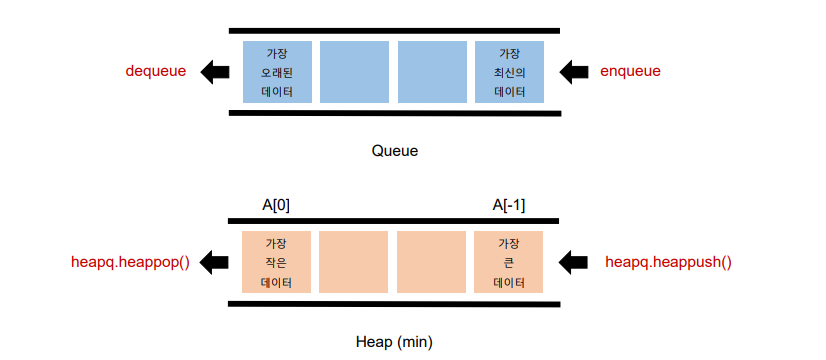 가장
오래된
데이터
가장
최신의
데이터
dequeue
enqueue
Queue
A[0]
A[-1]
가장
작은
데이터
가장
큰
데이터
heapq.heappop()
heapq.heappush()
Heap (min)